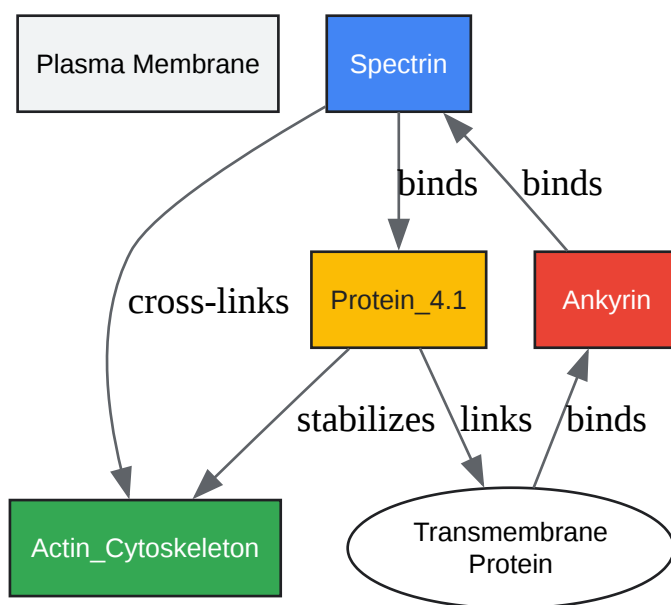 Plasma Membrane
Spectrin
binds
binds
cross-links
Protein_4.1
Ankyrin
stabilizes
links
binds
Actin_Cytoskeleton
Transmembrane
Protein